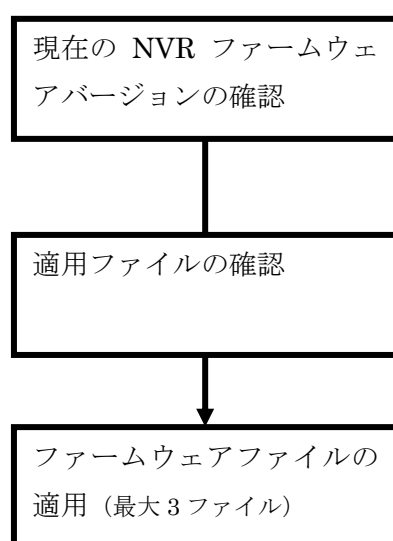 現在の NVR ファームウェ
アバージョンの確認
適用ファイルの確認
ファームウェアファイルの
適用（最大 3 ファイル）